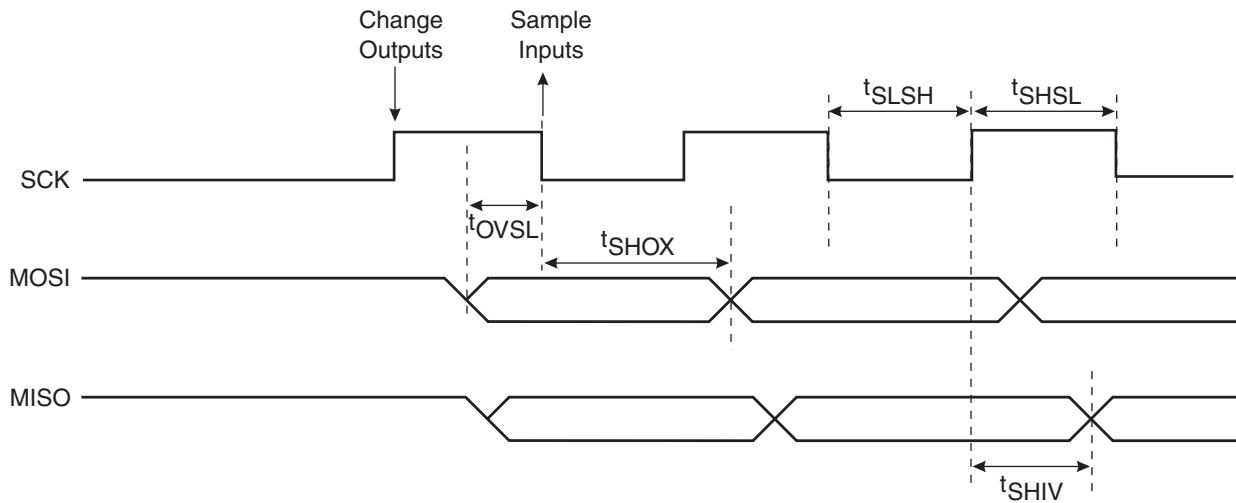 Change
Outputs
Sample
Inputs
tSLSH
tSHSL
SCK
tOVSL
tSHOX
MOSI
MISO
tSHIV